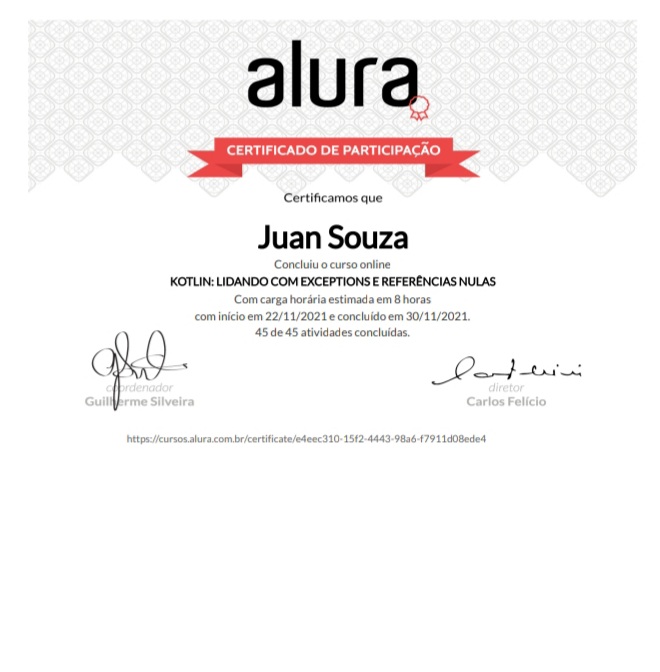 alura
CERTIFICADO DE PARTICIPAÇÃO
Certificamos que
Juan Souza
Concluiu o curso online
KOTLIN: LIDANDO COM EXCEPTIONS E REFERÊNCIAS NULAS
Com carga horária estimada em 8 horas
com início em 22/11/2021 e concluído em 30/11/2021.
45 de 45 atividades concluídas.
coordenador
Guilherme Silveira
diretor
Carlos Felício
https://cursos.alura.com.br/certificate/e4eec310-15f2-4443-98a6-f7911d08ede4